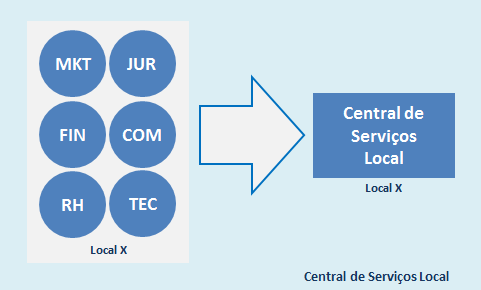 MKT JUR
FIN COM
RH TEC
Local X
Central de
Serviços
Local
Local X
Central de Serviços Local